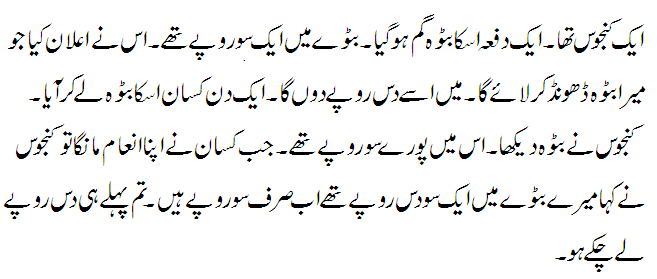 ایک کنجوس تھا۔ ایک دفعہ اسکا بٹوہ گم ہوگیا۔ بٹوے میں ایک سو روپے تھے۔ اس نے اعلان کیا جو
میرا بٹوہ ڈھونڈ کر لائے گا۔ میں اسے دس روپے دوں گا۔ ایک دن کسان اسکا بٹوہ لے کر آیا۔
کنجوس نے بٹوہ دیکھا۔ اس میں پورے سو روپے تھے۔ جب کسان نے اپنا انعام مانگا تو کنجوس
نے کہا میرے بٹوے میں ایک سو دس روپے تھے اب صرف سو روپے ہیں۔ تم پہلے ہی دس روپے
لے چکے ہو۔